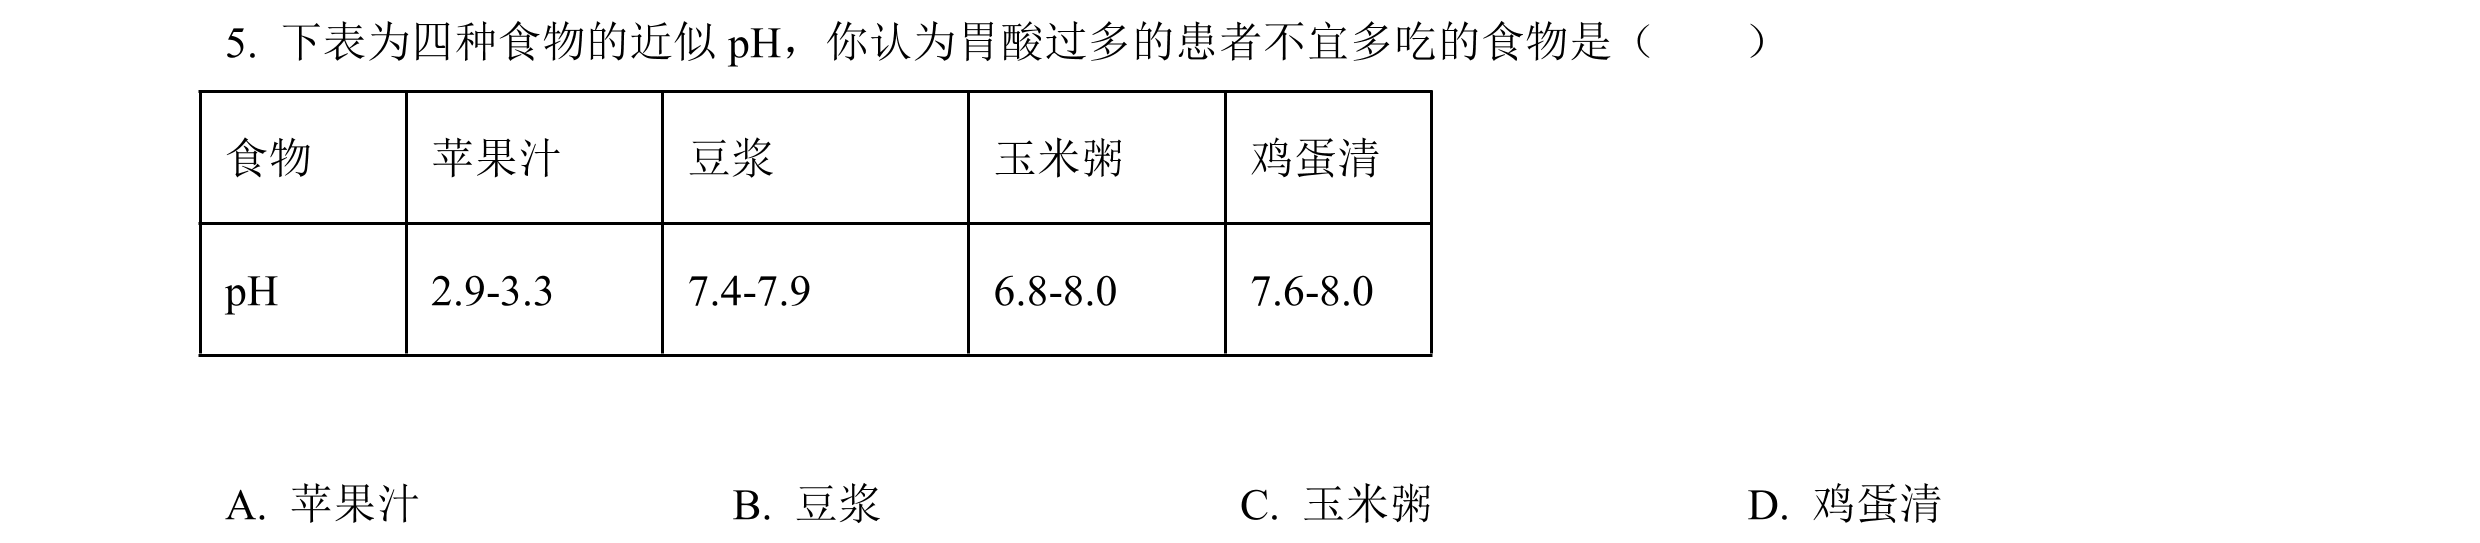 5. 下表为四种食物的近似 pH，你认为胃酸过多的患者不宜多吃的食物是（　　）
食物 苹果汁 豆浆 玉米粥 鸡蛋清
pH 2.9-3.3 7.4-7.9 6.8-8.0 7.6-8.0
A. 苹果汁 B. 豆浆 C. 玉米粥 D. 鸡蛋清